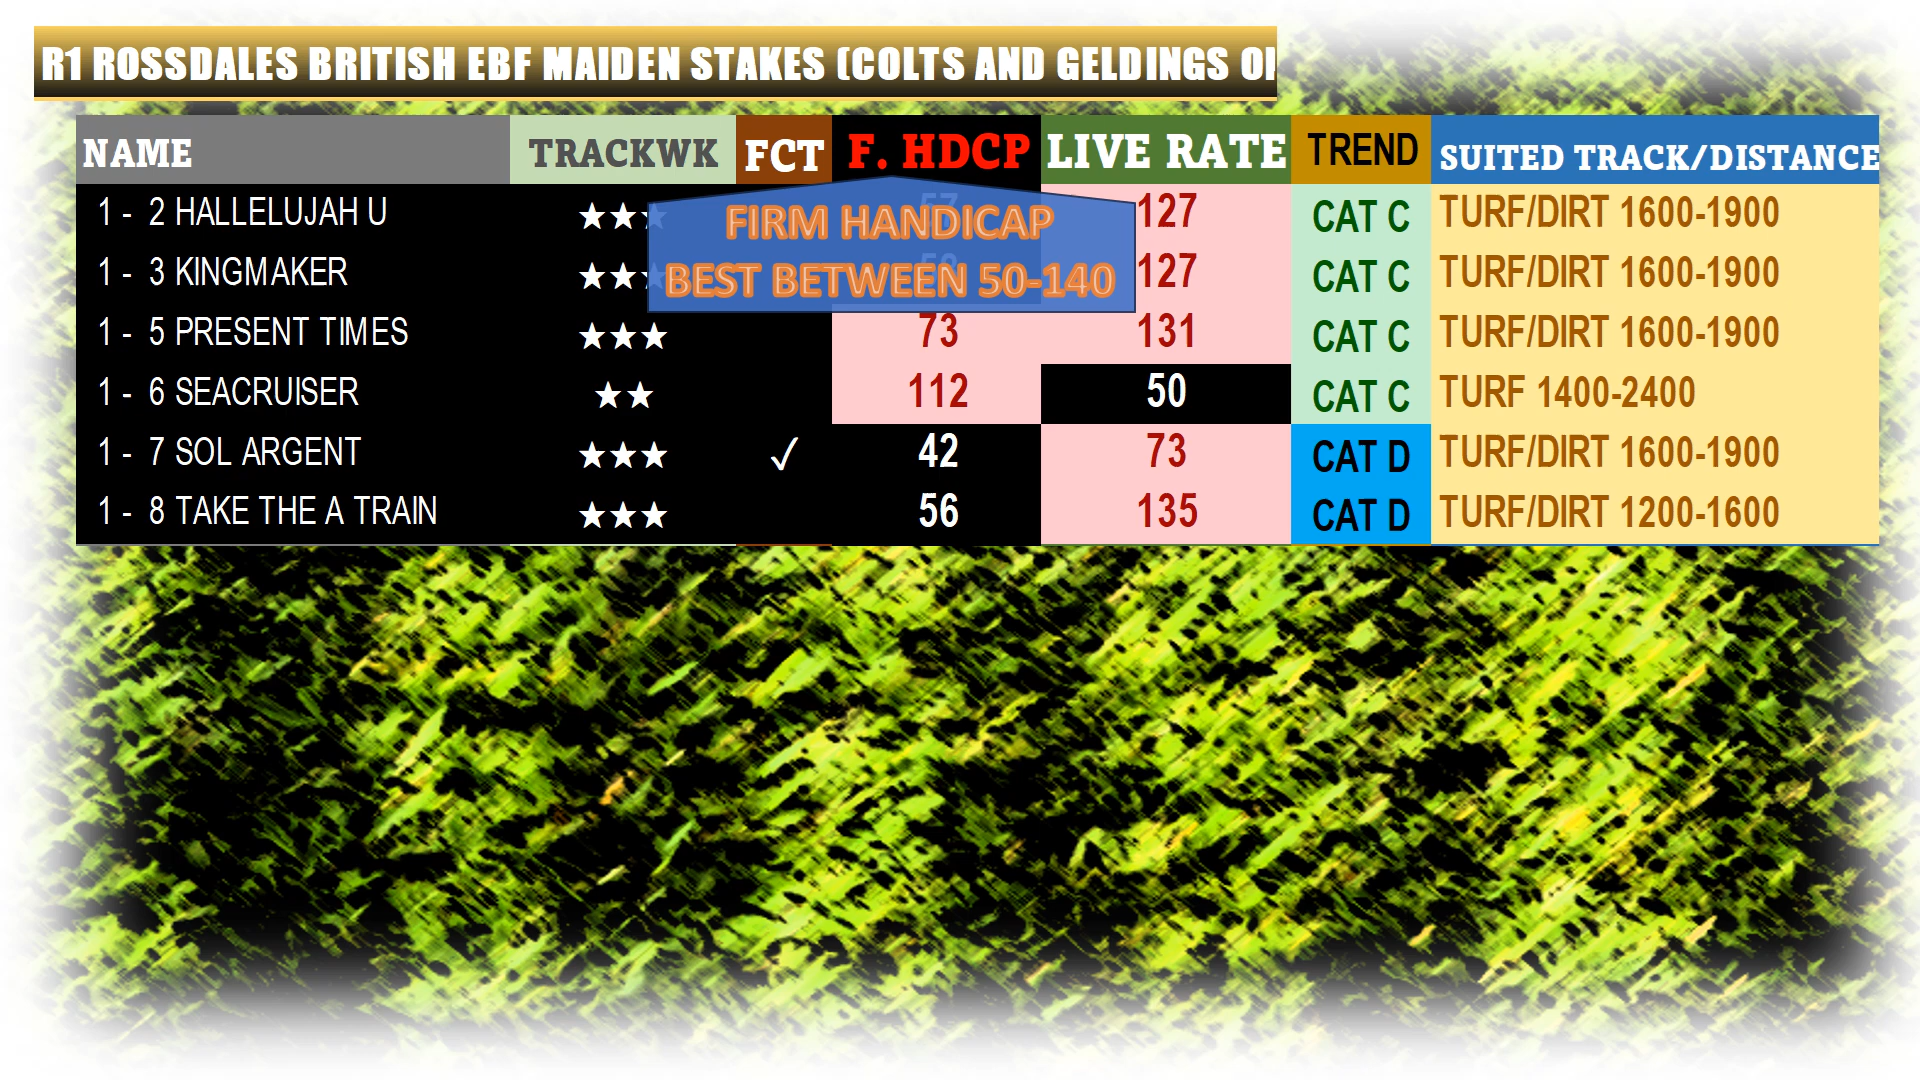 R1 ROSSDALES BRITISH EBF MAIDEN STAKES (COLTS AND GELDINGS
NAME TRACKWK FCT F. HDCP LIVE RATE TREND SUITED TRACK/DISTANCE
1 - 2 HALLELUJAH U ★★★ 127 CAT C TURF/DIRT 1600-1900
FIRM HANDICAP
1 - 3 KINGMAKER ★★★ 127 CAT C TURF/DIRT 1600-1900
BEST BETWEEN 50-140
1 - 5 PRESENT TIMES ★★★ 73 131 CAT C TURF/DIRT 1600-1900
1 - 6 SEACRUISER ★★ 112 50 CAT C TURF 1400-2400
1 - 7 SOL ARGENT ★★★ ✓ 42 73 CAT D TURF/DIRT 1600-1900
1 - 8 TAKE THE A TRAIN ★★★ 56 135 CAT D TURF/DIRT 1200-1600